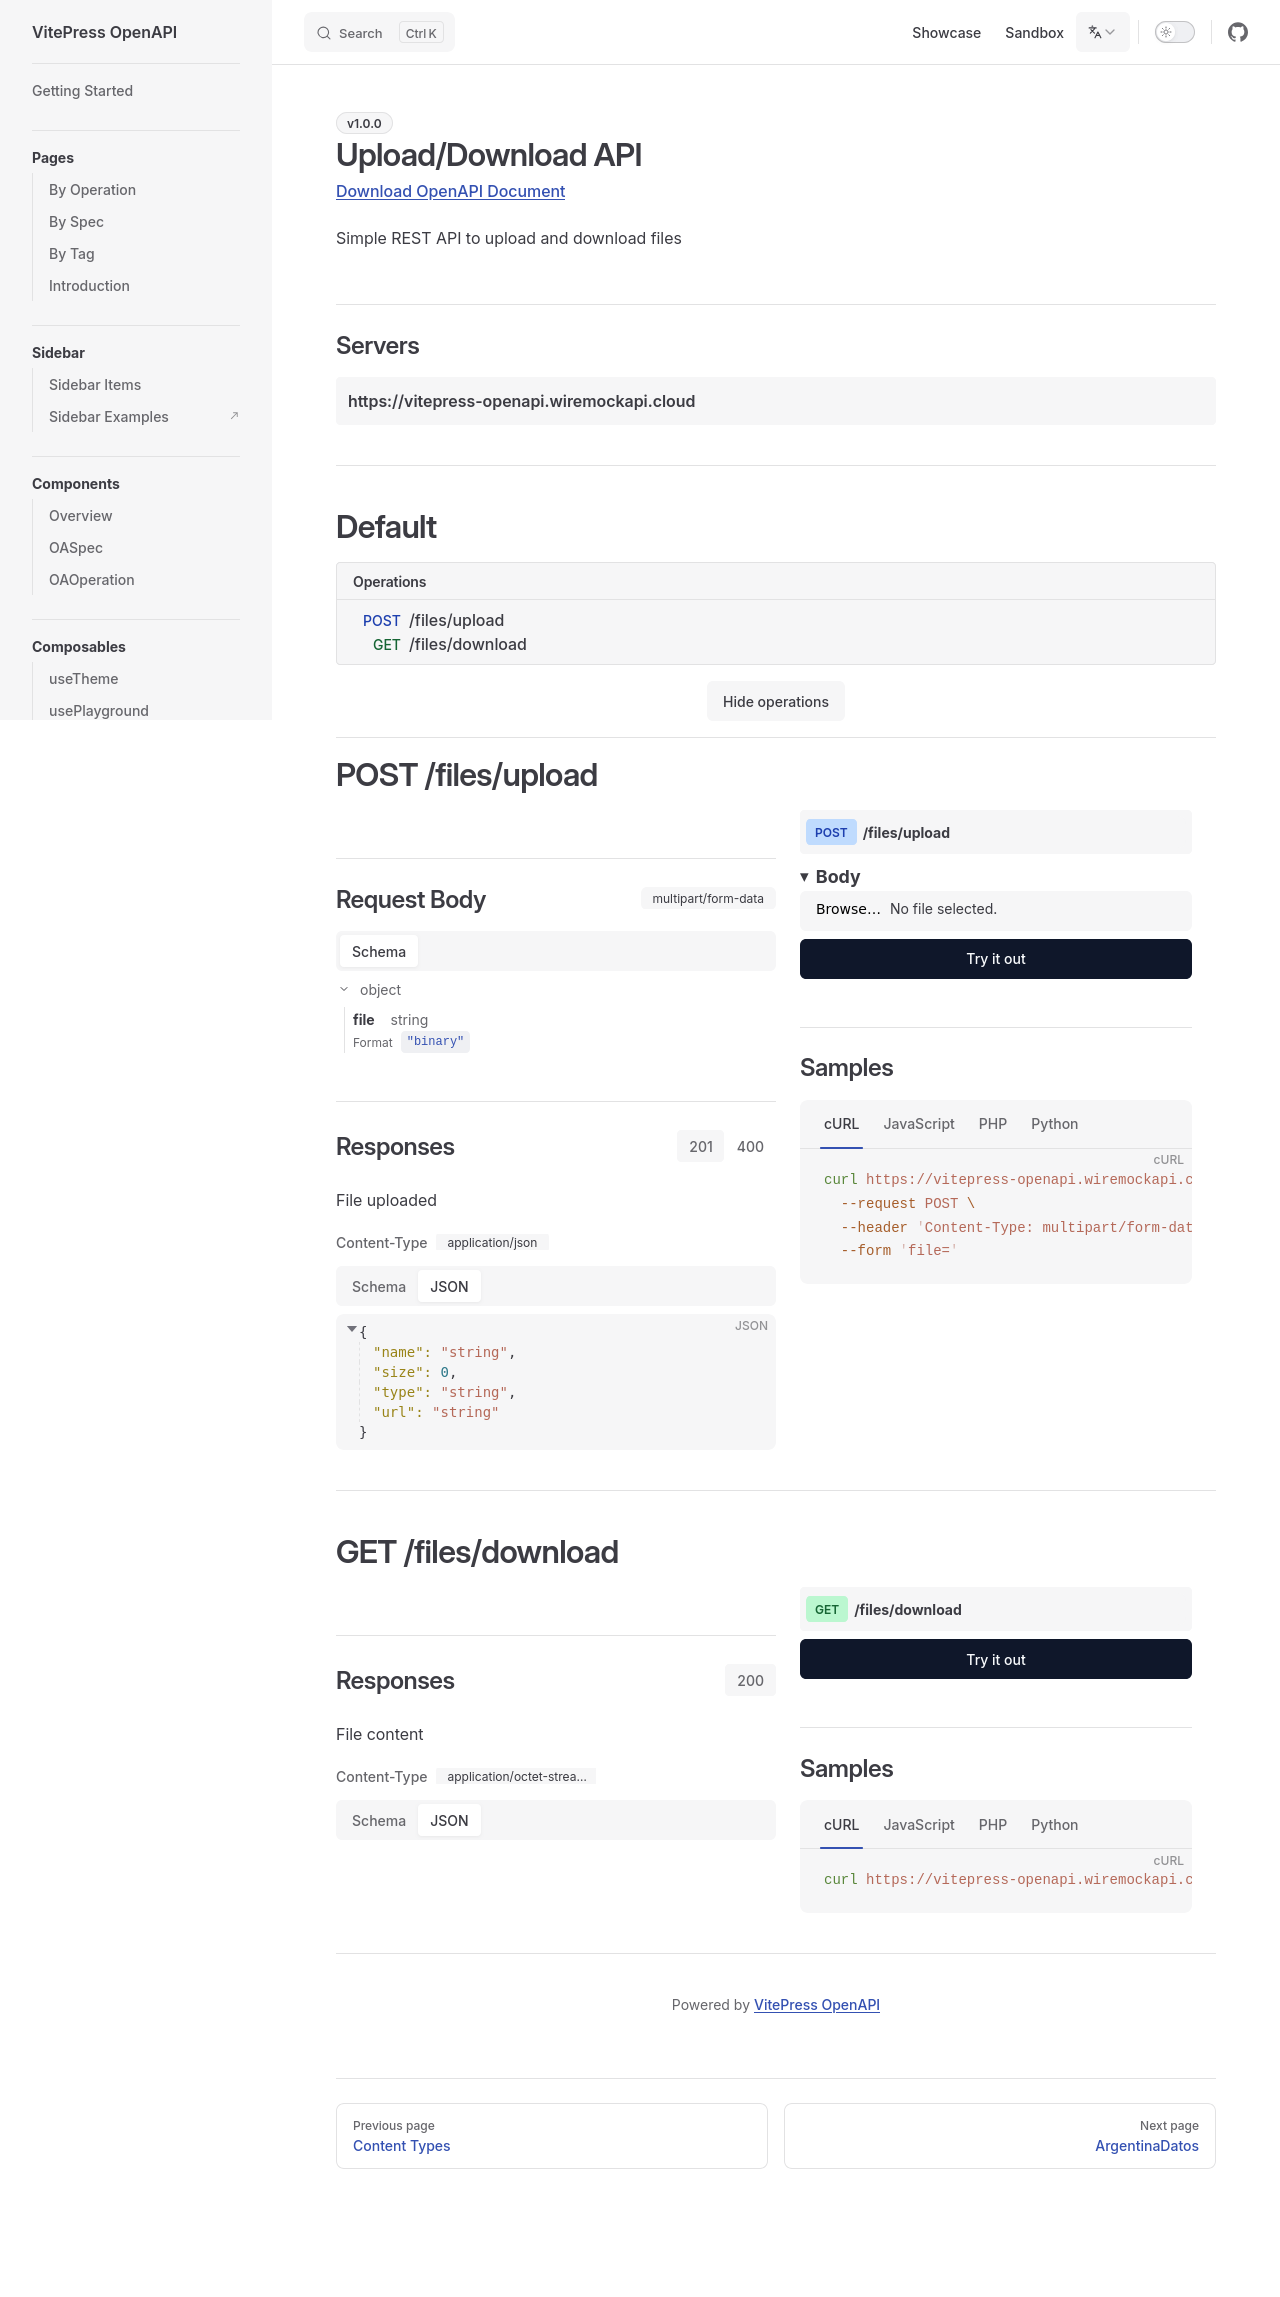 VitePress OpenAPI
Search Ctrl K
Showcase Sandbox
Getting Started
Pages
By Operation
By Spec
By Tag
Introduction
Sidebar
Sidebar Items
Sidebar Examples
Components
Overview
OASpec
OAOperation
Composables
useTheme
usePlayground
v1.0.0
Upload/Download API
Download OpenAPI Document
Simple REST API to upload and download files
Servers
https://vitepress-openapi.wiremockapi.cloud
Default
Operations
POST /files/upload
GET /files/download
Hide operations
POST /files/upload
Request Body multipart/form-data
Schema
object
file string
Format "binary"
Responses 201 400
File uploaded
Content-Type application/json
Schema JSON
JSON
{
"name": "string",
"size": 0,
"type": "string",
"url": "string"
}
POST /files/upload
▾ Body
Browse… No file selected.
Try it out
Samples
cURL JavaScript PHP Python
cURL
curl https://vitepress-openapi.wiremockapi.c
--request POST \
--header 'Content-Type: multipart/form-dat
--form 'file='
GET /files/download
Responses 200
File content
Content-Type application/octet-strea...
Schema JSON
GET /files/download
Try it out
Samples
cURL JavaScript PHP Python
cURL
curl https://vitepress-openapi.wiremockapi.c
Powered by VitePress OpenAPI
Previous page
Content Types
Next page
ArgentinaDatos